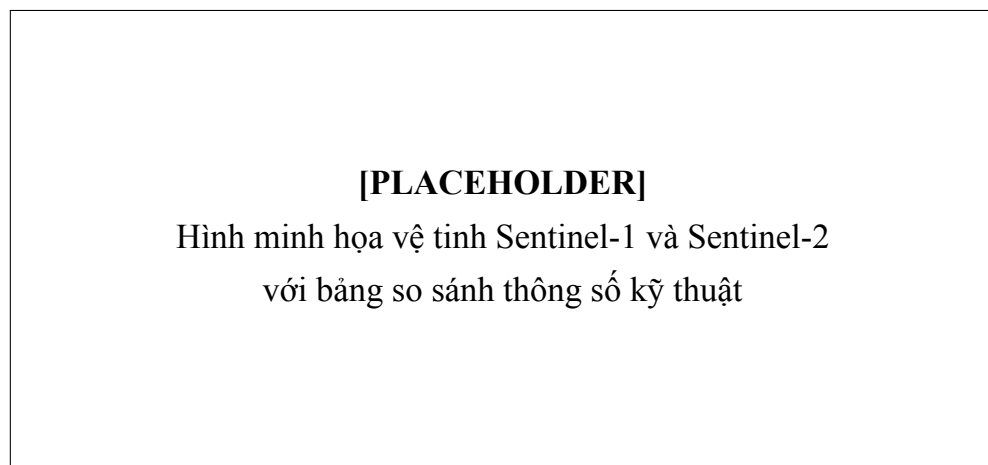 [PLACEHOLDER]
Hình minh họa vệ tinh Sentinel-1 và Sentinel-2
với bảng so sánh thông số kỹ thuật